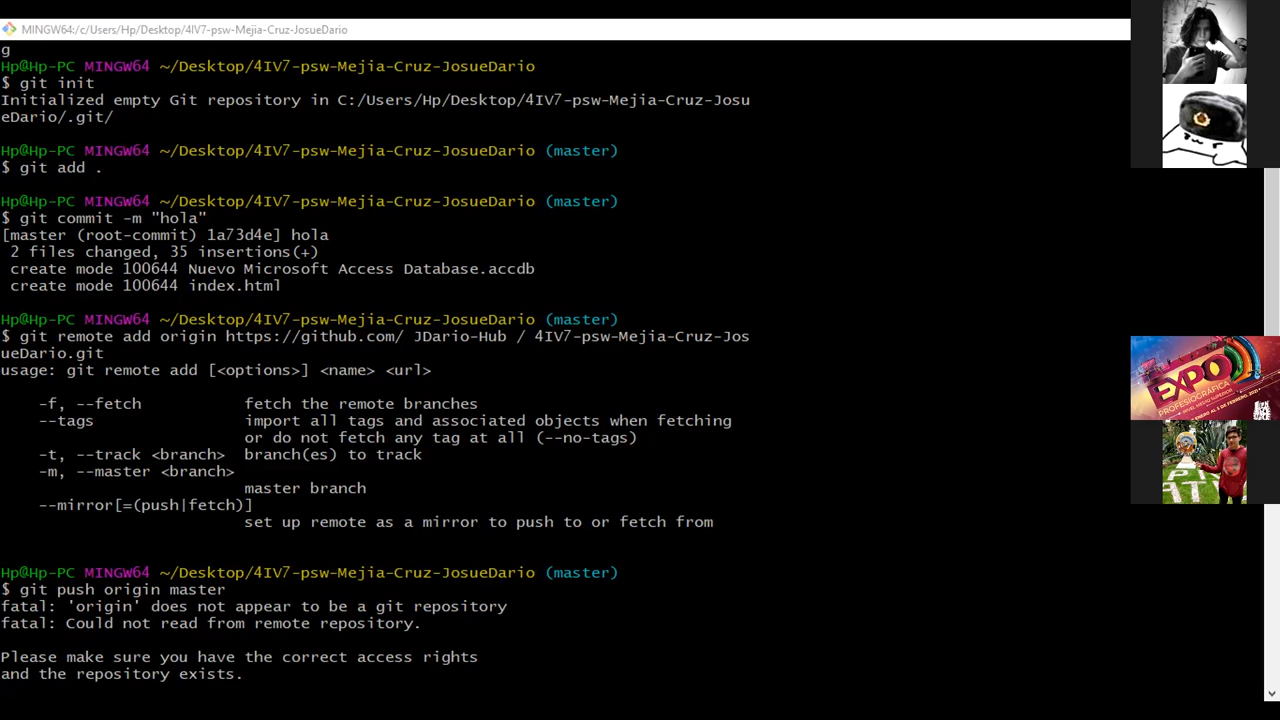 MINGW64:/c/Users/Hp/Desktop/4IV7-psw-Mejia-Cruz-JosueDario
g
Hp@Hp-PC MINGW64 ~/Desktop/4IV7-psw-Mejia-Cruz-JosueDario
$ git init
Initialized empty Git repository in C:/Users/Hp/Desktop/4IV7-psw-Mejia-Cruz-Josu
eDario/.git/
Hp@Hp-PC MINGW64 ~/Desktop/4IV7-psw-Mejia-Cruz-JosueDario (master)
$ git add .
Hp@Hp-PC MINGW64 ~/Desktop/4IV7-psw-Mejia-Cruz-JosueDario (master)
$ git commit -m "hola"
[master (root-commit) 1a73d4e] hola
2 files changed, 35 insertions(+)
create mode 100644 Nuevo Microsoft Access Database.accdb
create mode 100644 index.html
Hp@Hp-PC MINGW64 ~/Desktop/4IV7-psw-Mejia-Cruz-JosueDario (master)
$ git remote add origin https://github.com/ JDario-Hub / 4IV7-psw-Mejia-Cruz-Jos
ueDario.git
usage: git remote add [<options>] <name> <url>
-f, --fetch fetch the remote branches
--tags import all tags and associated objects when fetching
or do not fetch any tag at all (--no-tags)
-t, --track <branch> branch(es) to track
-m, --master <branch>
master branch
--mirror[=(push|fetch)]
set up remote as a mirror to push to or fetch from
Hp@Hp-PC MINGW64 ~/Desktop/4IV7-psw-Mejia-Cruz-JosueDario (master)
$ git push origin master
fatal: 'origin' does not appear to be a git repository
fatal: Could not read from remote repository.
Please make sure you have the correct access rights
and the repository exists.
EXPO
PROFESIOGRÁFICA
NIVEL MEDIO SUPERIOR